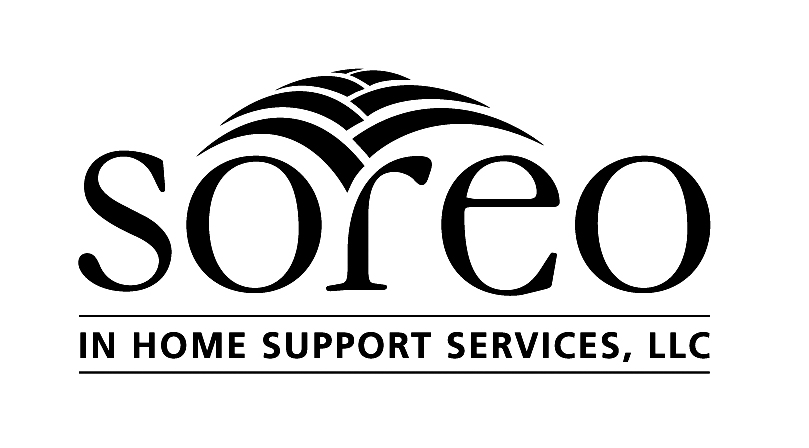 soreo
IN HOME SUPPORT SERVICES, LLC